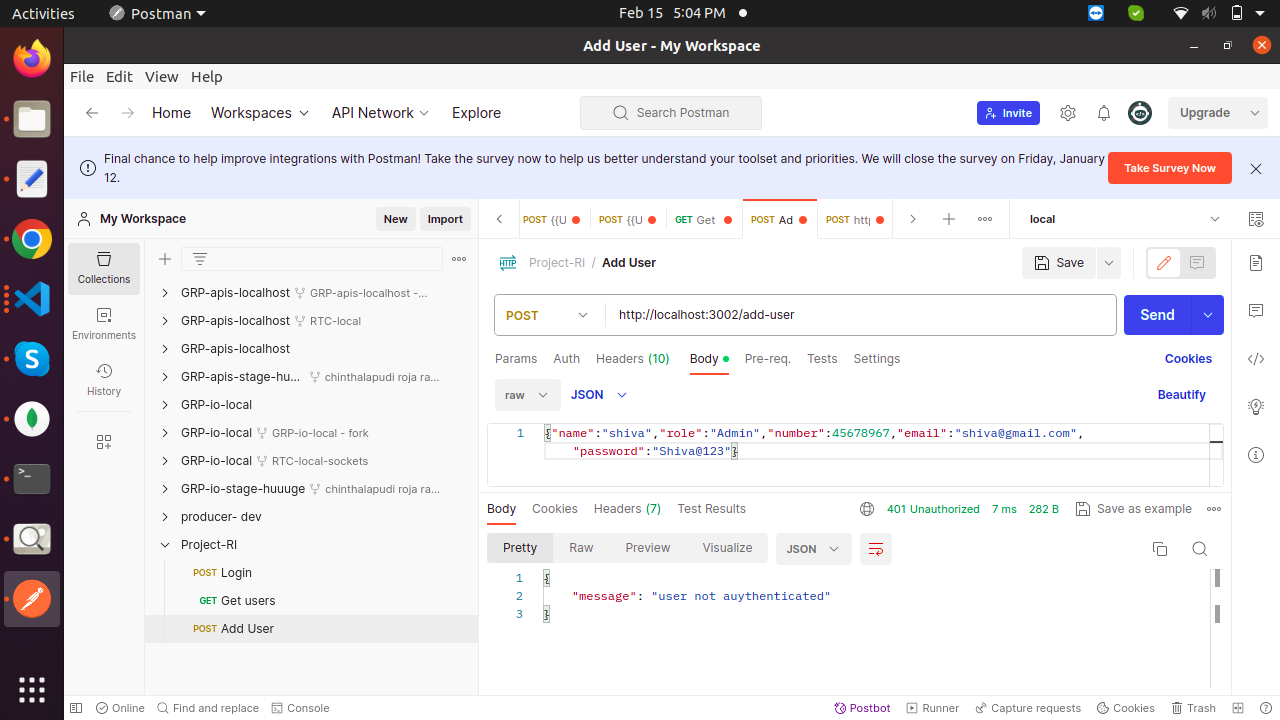 Activities
Postman
Feb 15 5:04 PM
Add User - My Workspace
File Edit View Help
Home Workspaces API Network Explore
Search Postman
Invite
Upgrade
Final chance to help improve integrations with Postman! Take the survey now to help us better understand your toolset and priorities. We will close the survey on Friday, January
12.
Take Survey Now
My Workspace
New
Import
POST {{U
POST {{U
GET Get
POST Ad
POST http
local
Collections
Environments
History
GRP-apis-localhost GRP-apis-localhost -...
GRP-apis-localhost RTC-local
GRP-apis-localhost
GRP-apis-stage-hu... chinthalapudi roja ra...
GRP-io-local
GRP-io-local GRP-io-local - fork
GRP-io-local RTC-local-sockets
GRP-io-stage-huuuge chinthalapudi roja ra...
producer- dev
Project-RI
POST Login
GET Get users
POST Add User
HTTP Project-RI / Add User
Save
POST http://localhost:3002/add-user
Send
Params Auth Headers (10) Body Pre-req. Tests Settings
Cookies
raw JSON
Beautify
1 {"name":"shiva","role":"Admin","number":45678967,"email":"shiva@gmail.com",
"password":"Shiva@123"}
Body Cookies Headers (7) Test Results
401 Unauthorized 7 ms 282 B Save as example
Pretty Raw Preview Visualize JSON
1 {
2 "message": "user not auythenticated"
3 }
Online Find and replace Console
Postbot Runner Capture requests Cookies Trash